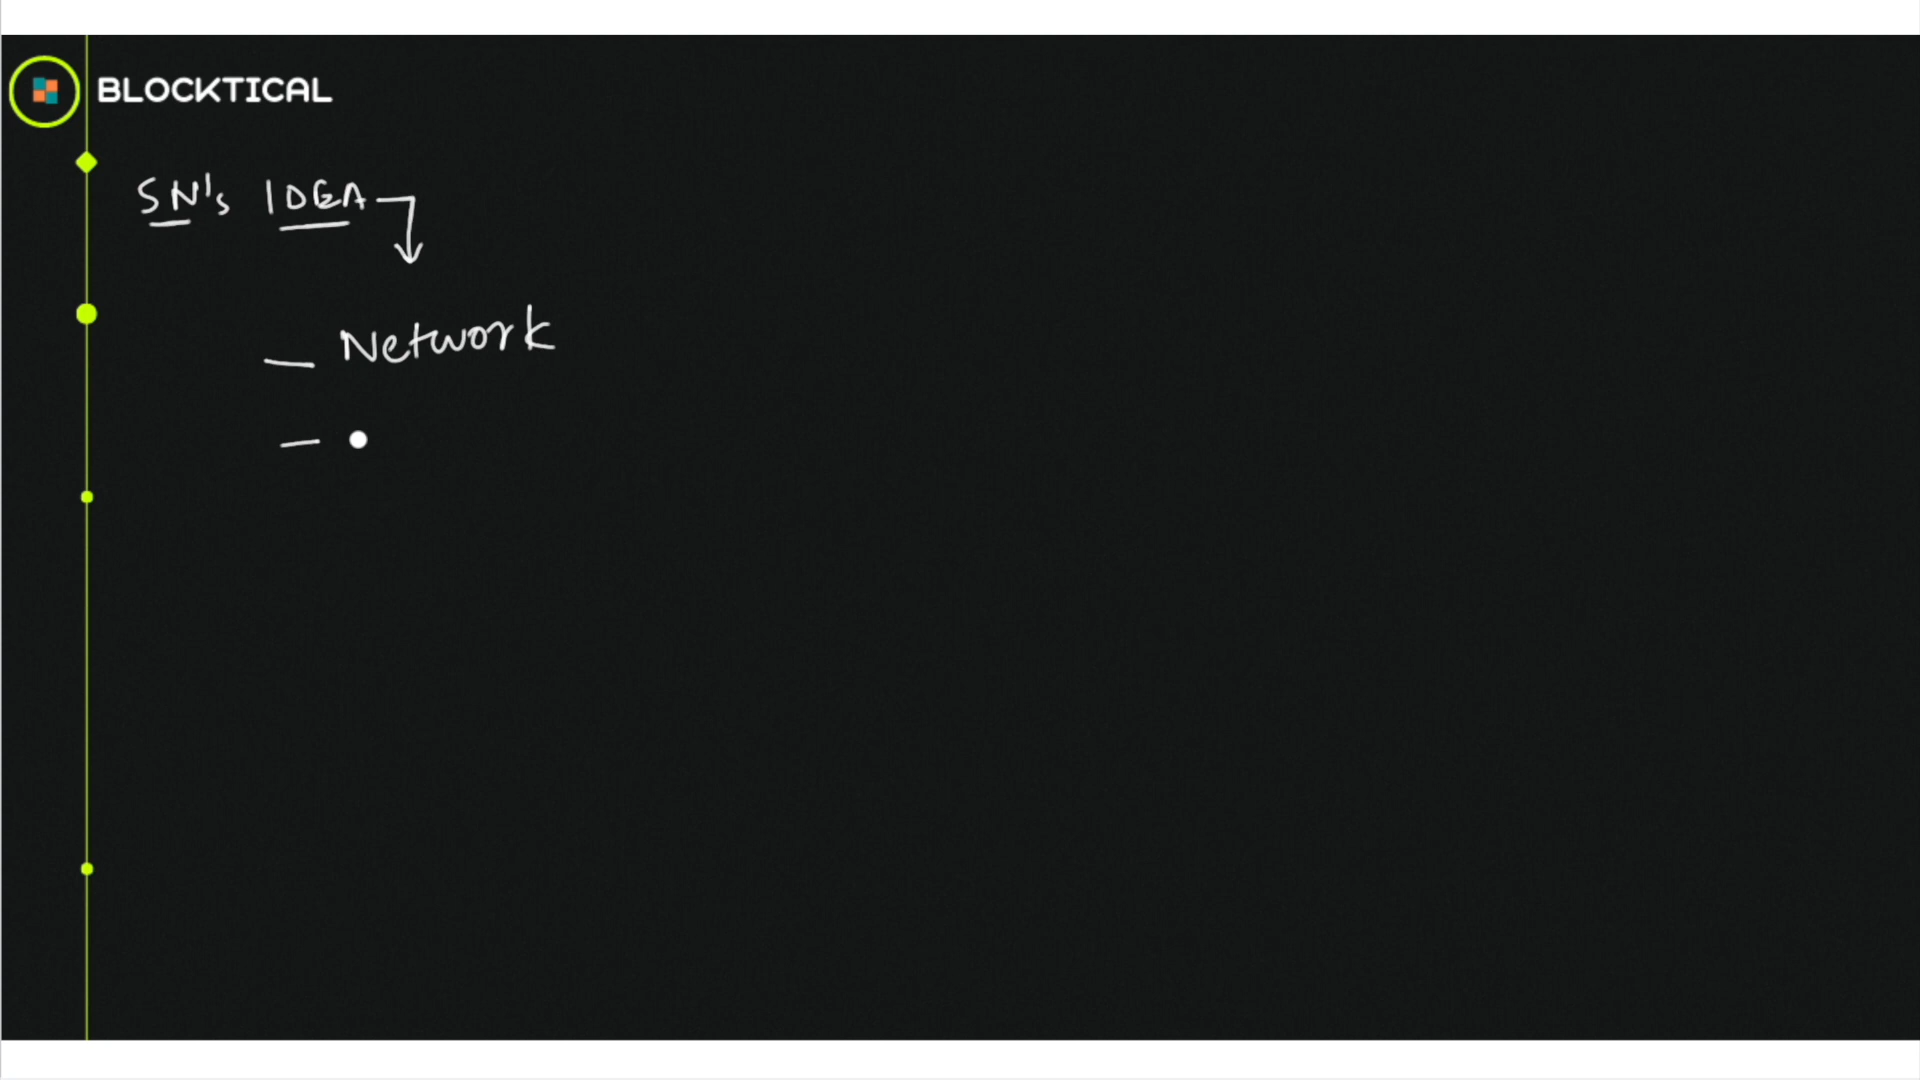 BLOCKTICAL
SN's IDEA
— Network
—